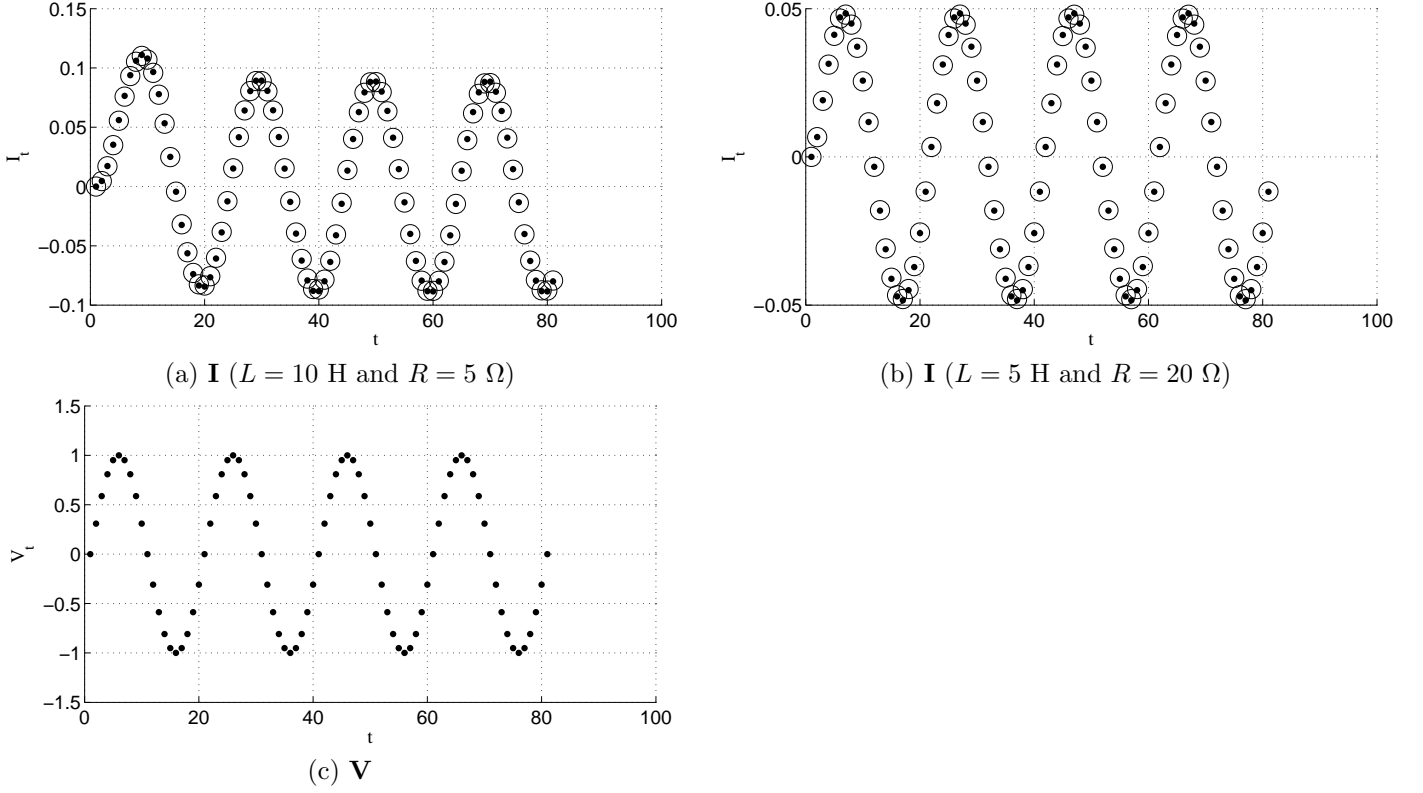 0.15
0.1
0.05
0
−0.05
−0.1
I_t
0 20 40 60 80 100
t
(a) I (L = 10 H and R = 5 Ω)
0.05
0
−0.05
I_t
0 20 40 60 80 100
t
(b) I (L = 5 H and R = 20 Ω)
1.5
1
0.5
0
−0.5
−1
−1.5
V_t
0 20 40 60 80 100
t
(c) V